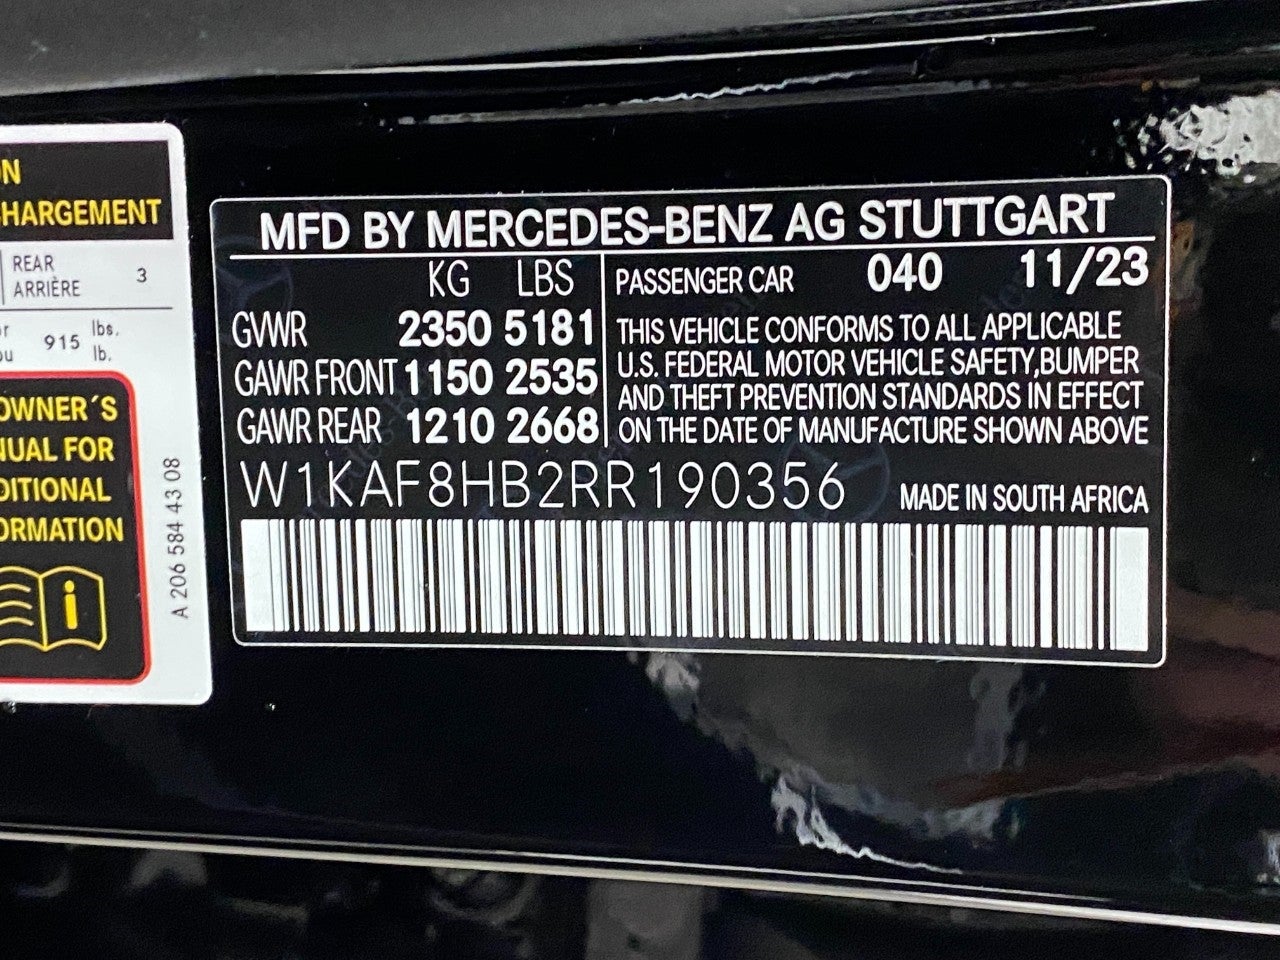 N
HARGEMENT
REAR
ARRIÈRE
3
915
lbs.
lb.
OWNER´S
NUAL FOR
DITIONAL
ORMATION
A 206 584 43 08
MFD BY MERCEDES-BENZ AG STUTTGART
KG LBS
GVWR 2350 5181
GAWR FRONT 1150 2535
GAWR REAR 1210 2668
PASSENGER CAR 040 11/23
THIS VEHICLE CONFORMS TO ALL APPLICABLE
U.S. FEDERAL MOTOR VEHICLE SAFETY,BUMPER
AND THEFT PREVENTION STANDARDS IN EFFECT
ON THE DATE OF MANUFACTURE SHOWN ABOVE
W1KAF8HB2RR190356
MADE IN SOUTH AFRICA